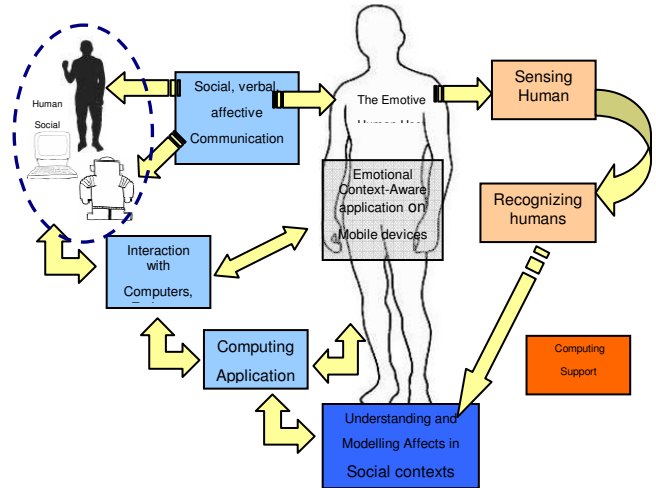 Human
Social
Social, verbal,
affective
Communication
The Emotive
Sensing
Human
Emotional
Context-Aware
application on
Mobile devices
Recognizing
humans
Interaction
with
Computers,
Computing
Application
Computing
Support
Understanding and
Modelling Affects in
Social contexts